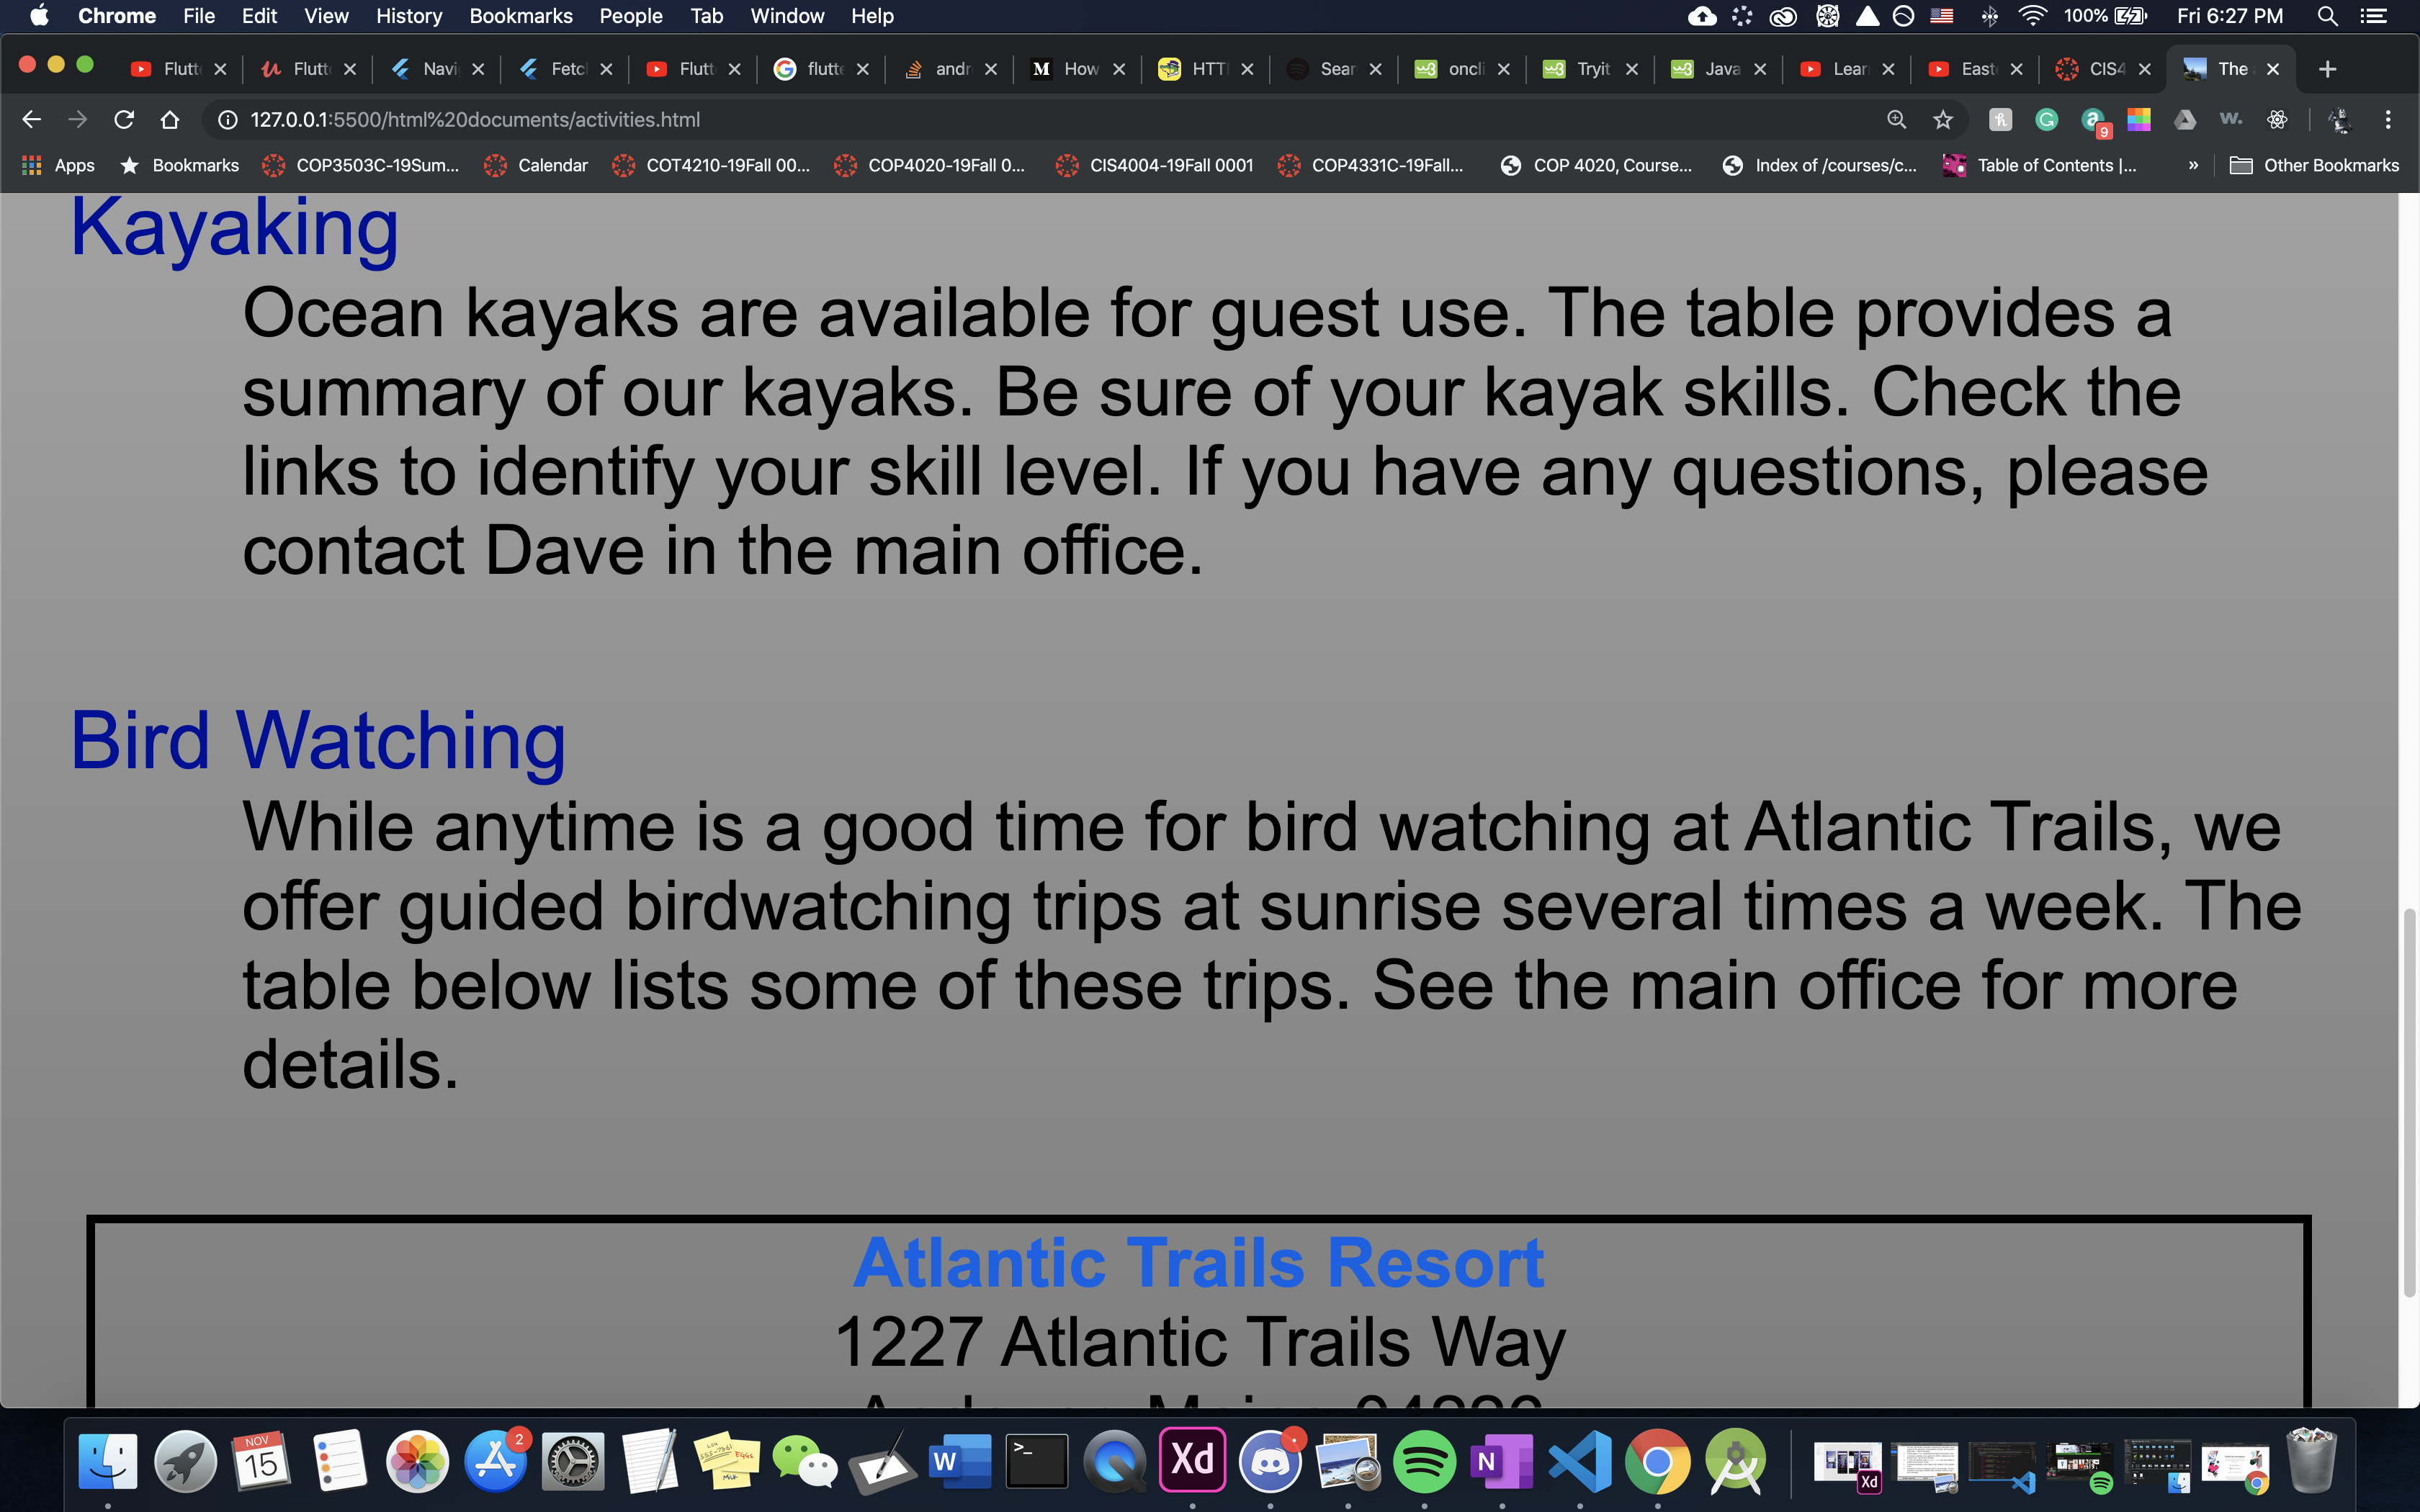 Chrome File Edit View History Bookmarks People Tab Window Help 100% Fri 6:27 PM
Flutt Flutt Navi Fetc Flutt flutte andr M How HTT Sear w3 oncli w3 Tryit w3 Java Lear East CIS4 The
127.0.0.1:5500/html%20documents/activities.html 9 w.
Apps Bookmarks COP3503C-19Sum... Calendar COT4210-19Fall 00... COP4020-19Fall 0... CIS4004-19Fall 0001 COP4331C-19Fall... COP 4020, Course... Index of /courses/c... Table of Contents |... » Other Bookmarks
Kayaking
Ocean kayaks are available for guest use. The table provides a
summary of our kayaks. Be sure of your kayak skills. Check the
links to identify your skill level. If you have any questions, please
contact Dave in the main office.
Bird Watching
While anytime is a good time for bird watching at Atlantic Trails, we
offer guided birdwatching trips at sunrise several times a week. The
table below lists some of these trips. See the main office for more
details.
Atlantic Trails Resort
1227 Atlantic Trails Way
NOV
15
2
W
>_
Xd
N
Xd